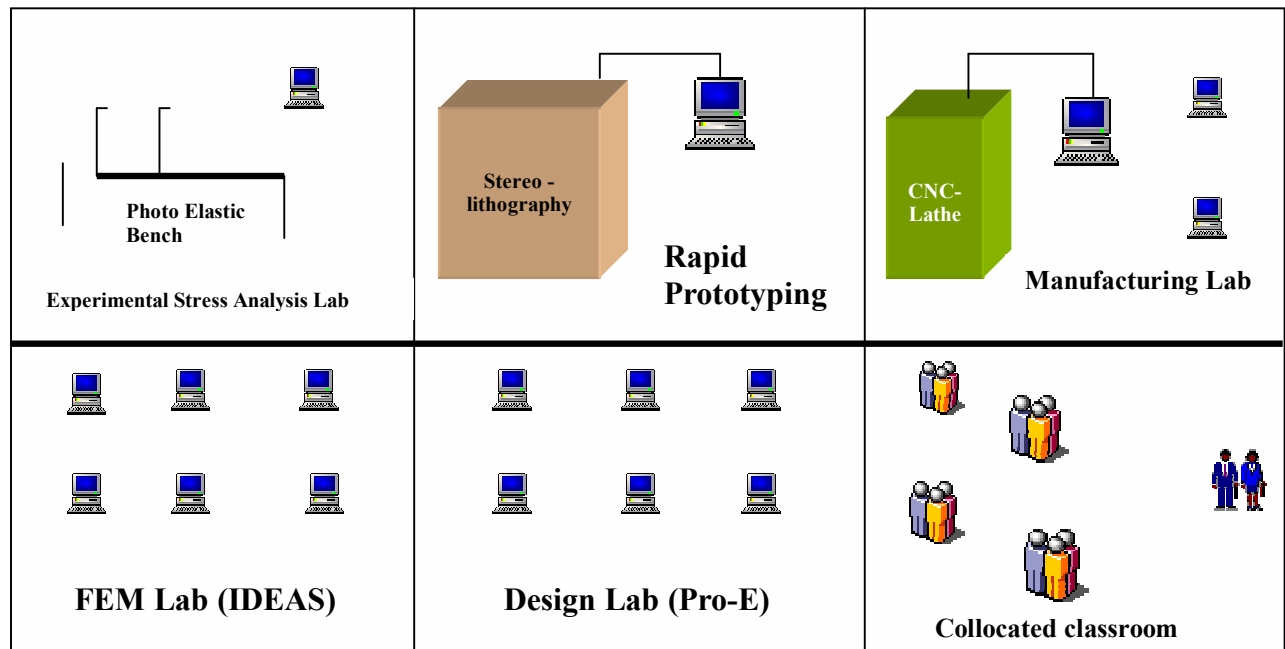 Photo Elastic
Bench
Experimental Stress Analysis Lab
Stereo -
lithography
Rapid
Prototyping
CNC-
Lathe
Manufacturing Lab
FEM Lab (IDEAS)
Design Lab (Pro-E)
Collocated classroom